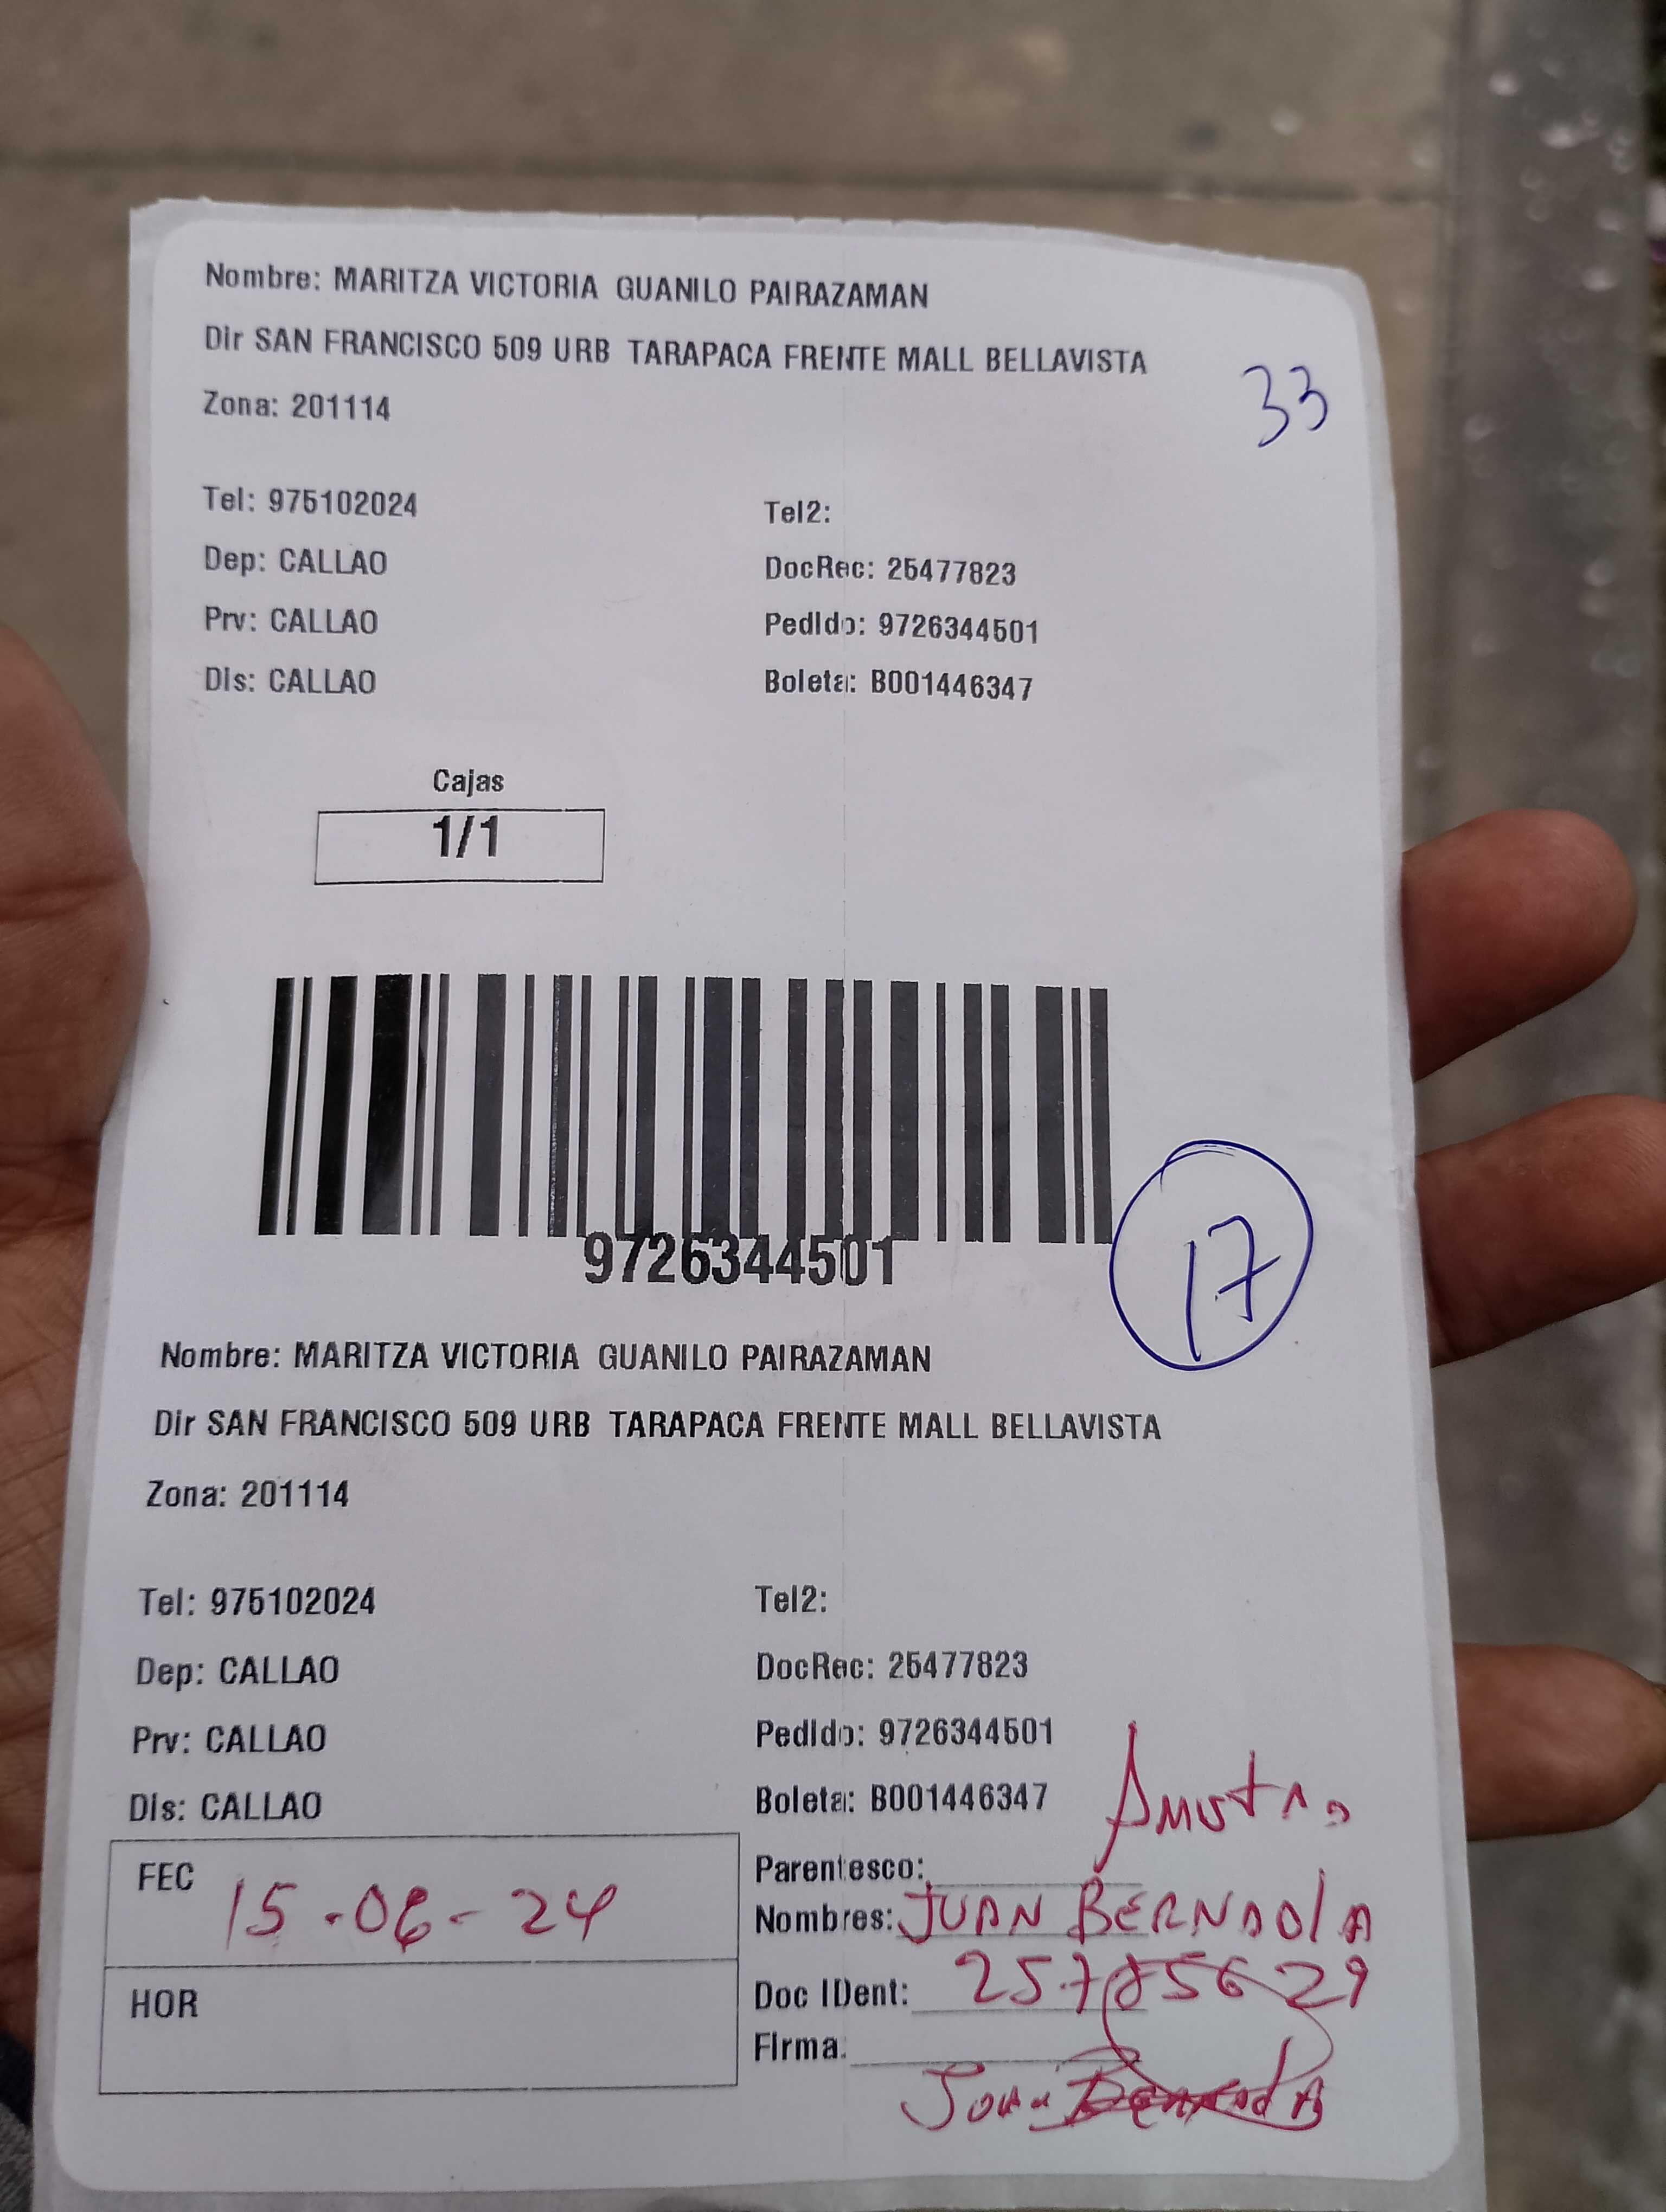 Nombre: MARITZA VICTORIA GUANILO PAIRAZAMAN
Dir SAN FRANCISCO 509 URB TARAPACA FRENTE MALL BELLAVISTA
33
Zona: 201114
Tel: 975102024
Tel2:
Dep: CALLAO
DocRec: 25477823
Prv: CALLAO
Pedido: 9726344501
Dis: CALLAO
Boleta: B001446347
Cajas
1/1
9726344501
17
Nombre: MARITZA VICTORIA GUANILO PAIRAZAMAN
Dir SAN FRANCISCO 509 URB TARAPACA FRENTE MALL BELLAVISTA
Zona: 201114
Tel: 975102024
Tel2:
Dep: CALLAO
DocRec: 25477823
Prv: CALLAO
Pedido: 9726344501
Dis: CALLAO
Boleta: B001446347
FEC 15-06-24
Parentesco:
Nombres: JUAN BERNAOLA
HOR
Doc IDent: 25785629
Firma:
Juan